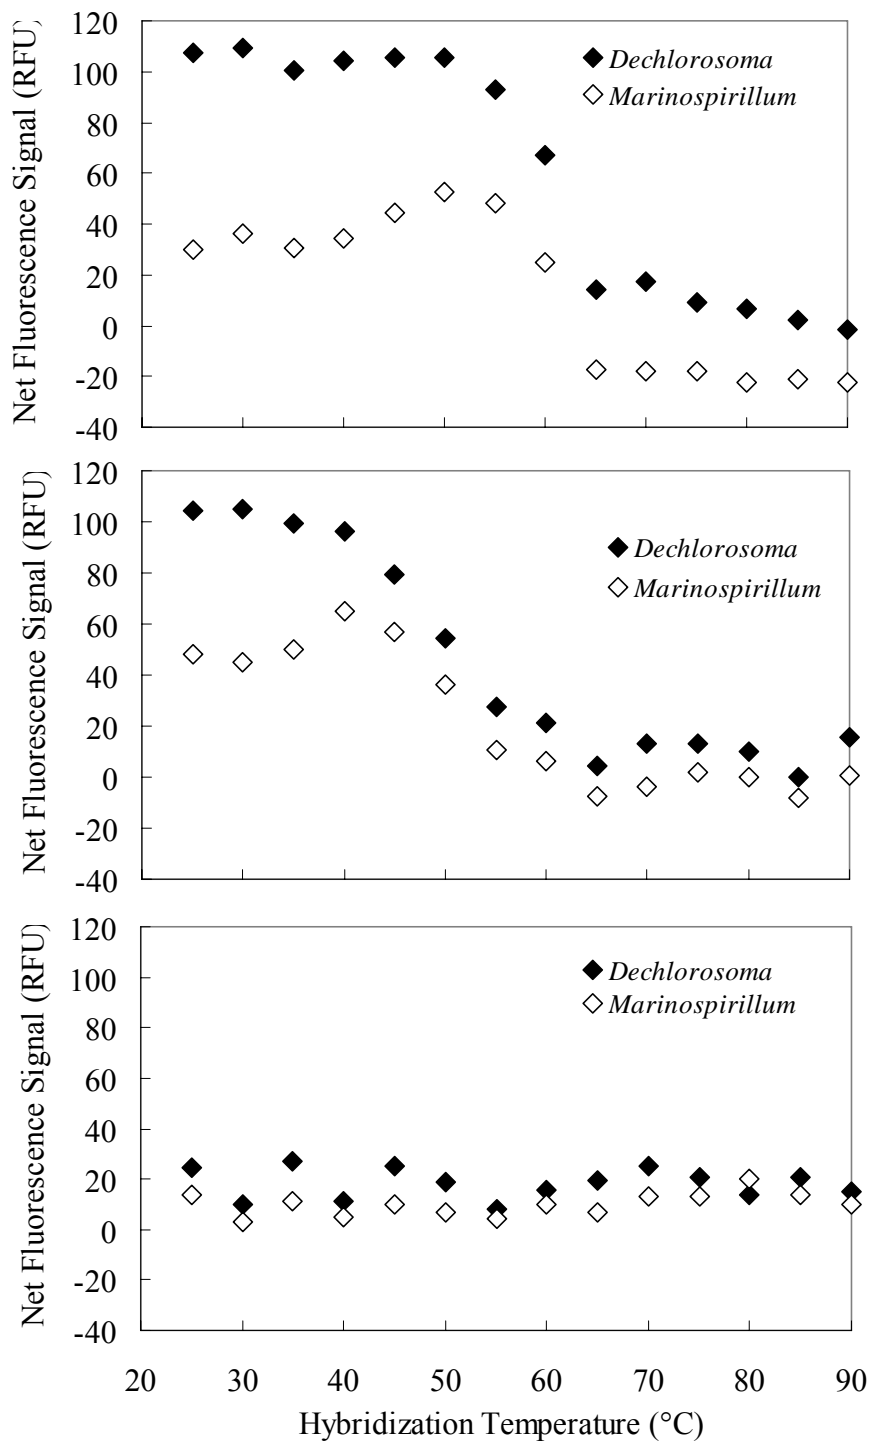 Net Fluorescence Signal (RFU)
120
100
80
60
40
20
0
-20
-40
Dechlorosoma
Marinospirillum
Net Fluorescence Signal (RFU)
120
100
80
60
40
20
0
-20
-40
Dechlorosoma
Marinospirillum
Net Fluorescence Signal (RFU)
120
100
80
60
40
20
0
-20
-40
Dechlorosoma
Marinospirillum
20 30 40 50 60 70 80 90
Hybridization Temperature (°C)